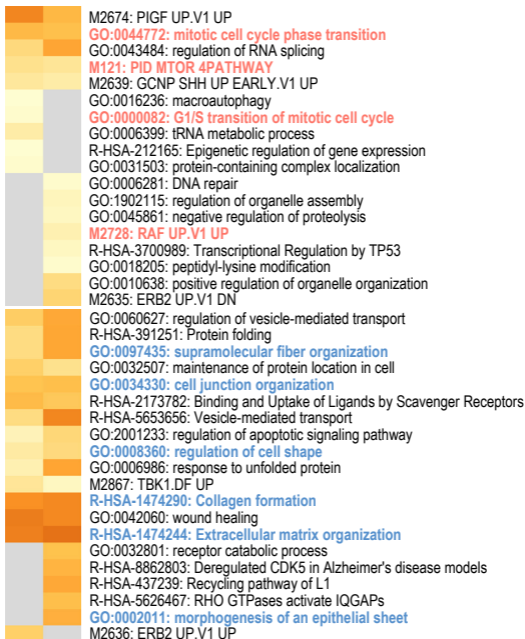 M2674: PIGF UP.V1 UP
GO:0044772: mitotic cell cycle phase transition
GO:0043484: regulation of RNA splicing
M121: PID MTOR 4PATHWAY
M2639: GCNP SHH UP EARLY.V1 UP
GO:0016236: macroautophagy
GO:0000082: G1/S transition of mitotic cell cycle
GO:0006399: tRNA metabolic process
R-HSA-212165: Epigenetic regulation of gene expression
GO:0031503: protein-containing complex localization
GO:0006281: DNA repair
GO:1902115: regulation of organelle assembly
GO:0045861: negative regulation of proteolysis
M2728: RAF UP.V1 UP
R-HSA-3700989: Transcriptional Regulation by TP53
GO:0018205: peptidyl-lysine modification
GO:0010638: positive regulation of organelle organization
M2635: ERB2 UP.V1 DN
GO:0060627: regulation of vesicle-mediated transport
R-HSA-391251: Protein folding
GO:0097435: supramolecular fiber organization
GO:0032507: maintenance of protein location in cell
GO:0034330: cell junction organization
R-HSA-2173782: Binding and Uptake of Ligands by Scavenger Receptors
R-HSA-5653656: Vesicle-mediated transport
GO:2001233: regulation of apoptotic signaling pathway
GO:0008360: regulation of cell shape
GO:0006986: response to unfolded protein
M2867: TBK1.DF UP
R-HSA-1474290: Collagen formation
GO:0042060: wound healing
R-HSA-1474244: Extracellular matrix organization
GO:0032801: receptor catabolic process
R-HSA-8862803: Deregulated CDK5 in Alzheimer's disease models
R-HSA-437239: Recycling pathway of L1
R-HSA-5626467: RHO GTPases activate IQGAPs
GO:0002011: morphogenesis of an epithelial sheet
M2636: ERB2 UP.V1 UP